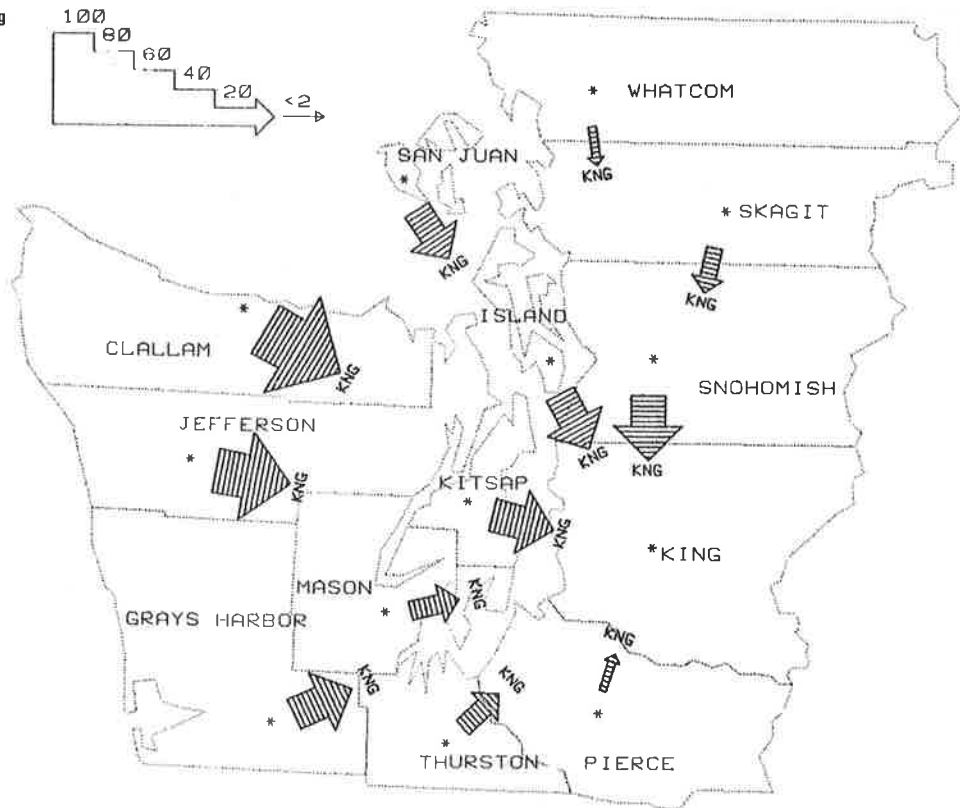 g
100
80
60
40
20
<2
* WHATCOM
KNG
SAN JUAN
*
* SKAGIT
KNG
KNG
ISLAND
*
CLALLAM
KNG
*
* SNOHOMISH
JEFFERSON
*
KNG
KNG
KNG
KITSAP
*
KNG
* KING
MASON
*
KNG
GRAYS HARBOR
KNG
KNG
KNG
*
*
*
THURSTON
PIERCE